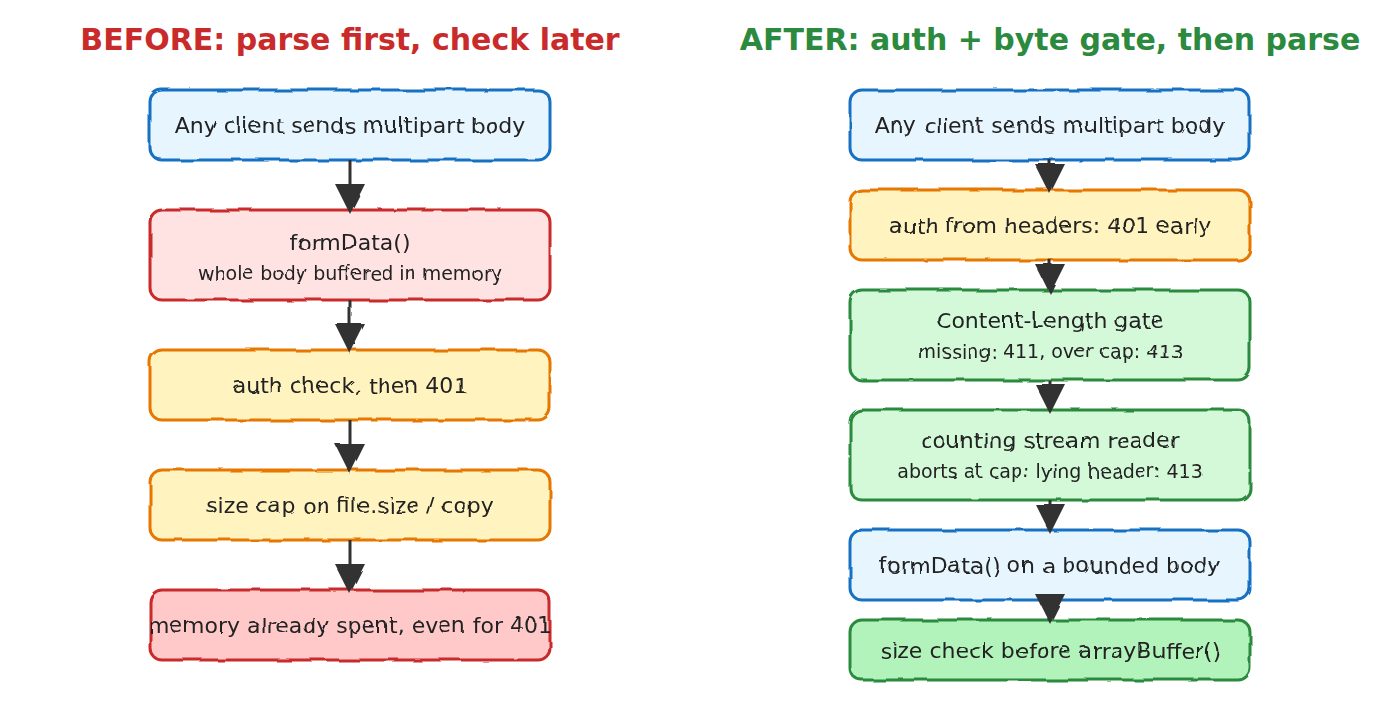 BEFORE: parse first, check later
Any client sends multipart body
formData()
whole body buffered in memory
auth check, then 401
size cap on file.size / copy
memory already spent, even for 401
AFTER: auth + byte gate, then parse
Any client sends multipart body
auth from headers: 401 early
Content-Length gate
missing: 411, over cap: 413
counting stream reader
aborts at cap: lying header: 413
formData() on a bounded body
size check before arrayBuffer()